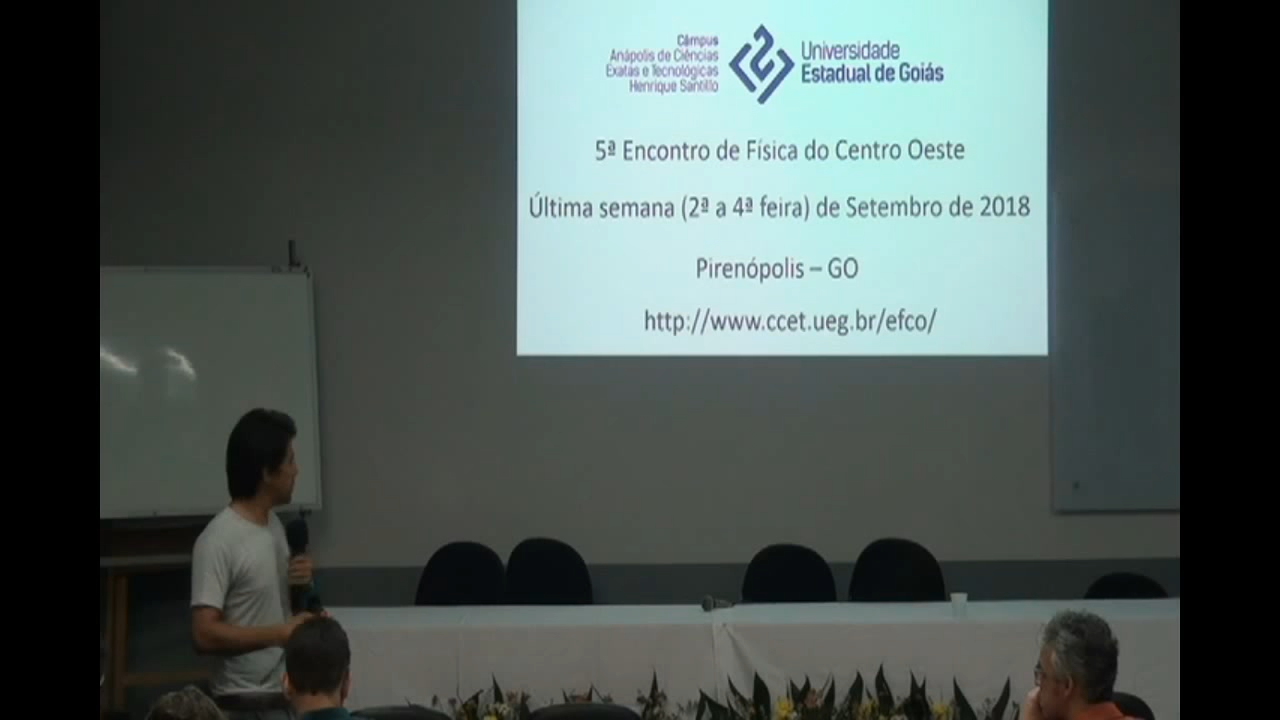 Câmpus
Anápolis de Ciências
Exatas e Tecnológicas
Henrique Santillo
Universidade
Estadual de Goiás
5ª Encontro de Física do Centro Oeste
Última semana (2ª a 4ª feira) de Setembro de 2018
Pirenópolis – GO
http://www.ccet.ueg.br/efco/